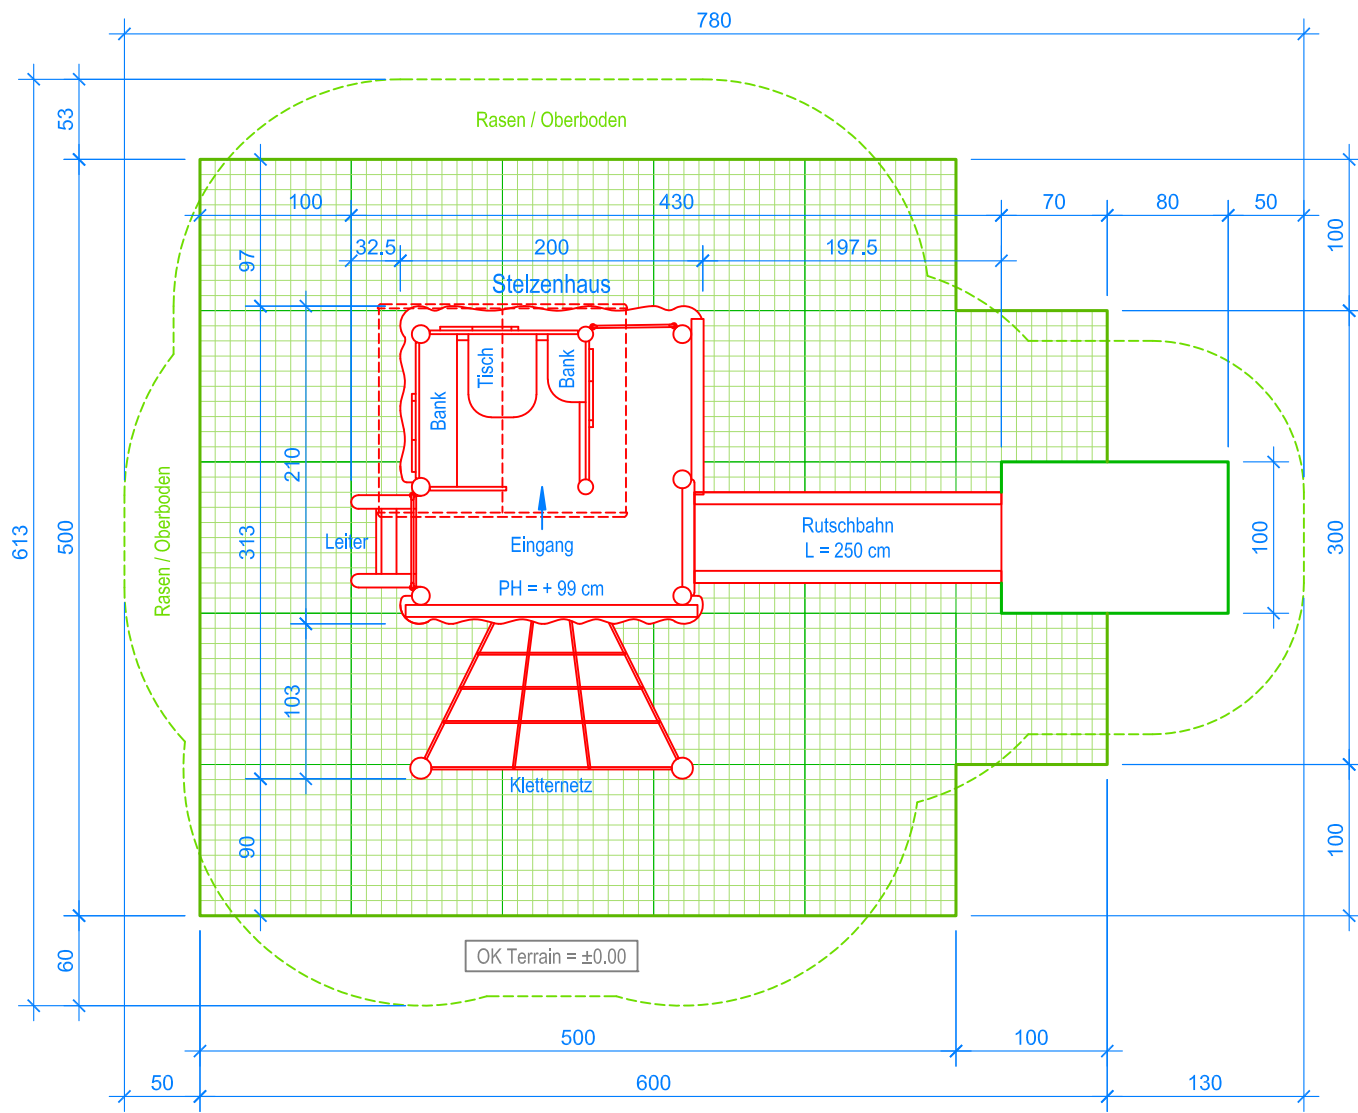 780
53
Rasen / Oberboden
100
430
70
80
50
100
97
32.5
200
197.5
Stelzenhaus
Tisch
Bank
Bank
210
Rasen / Oberboden
613
500
313
Leiter
Eingang
Rutschbahn
L = 250 cm
100
300
PH = + 99 cm
103
Kletternetz
90
100
60
OK Terrain = ±0.00
500
100
50
600
130